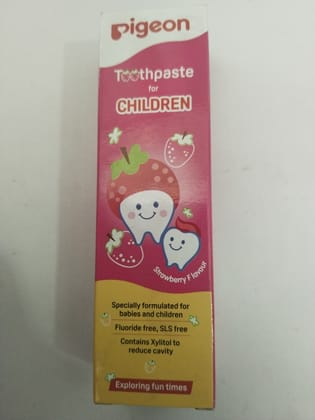 Pigeon
Toothpaste
for
CHILDREN
Strawberry Flavour
Specially formulated for
babies and children
Fluoride free, SLS free
Contains Xylitol to
reduce cavity
Exploring fun times